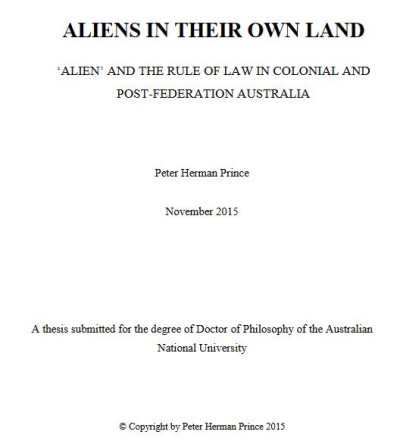 ALIENS IN THEIR OWN LAND
‘ALIEN’ AND THE RULE OF LAW IN COLONIAL AND
POST-FEDERATION AUSTRALIA
Peter Herman Prince
November 2015
A thesis submitted for the degree of Doctor of Philosophy of the Australian
National University
© Copyright by Peter Herman Prince 2015